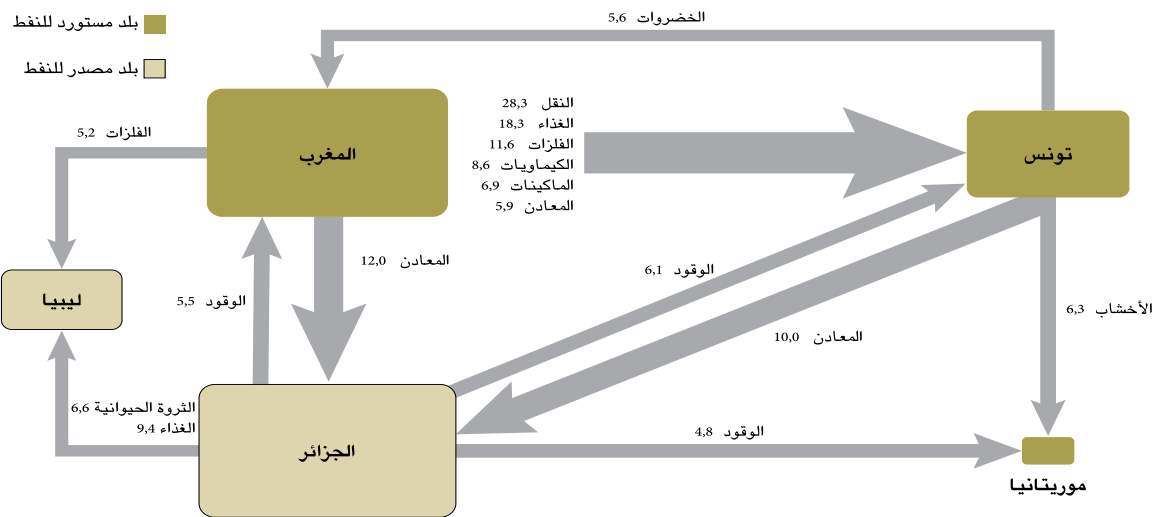 بلد مستورد للنفط
بلد مصدر للنفط
الخضروات 5,6
النقل 28,3
الغذاء 18,3
الفلزات 11,6
الكيماويات 8,6
الماكينات 6,9
المعادن 5,9
الفلزات 5,2
المغرب
تونس
المعادن 12,0
الوقود 6,1
الوقود 5,5
ليبيا
الأخشاب 6,3
المعادن 10,0
الثروة الحيوانية 6,6
الغذاء 9,4
الوقود 4,8
الجزائر
موريتانيا